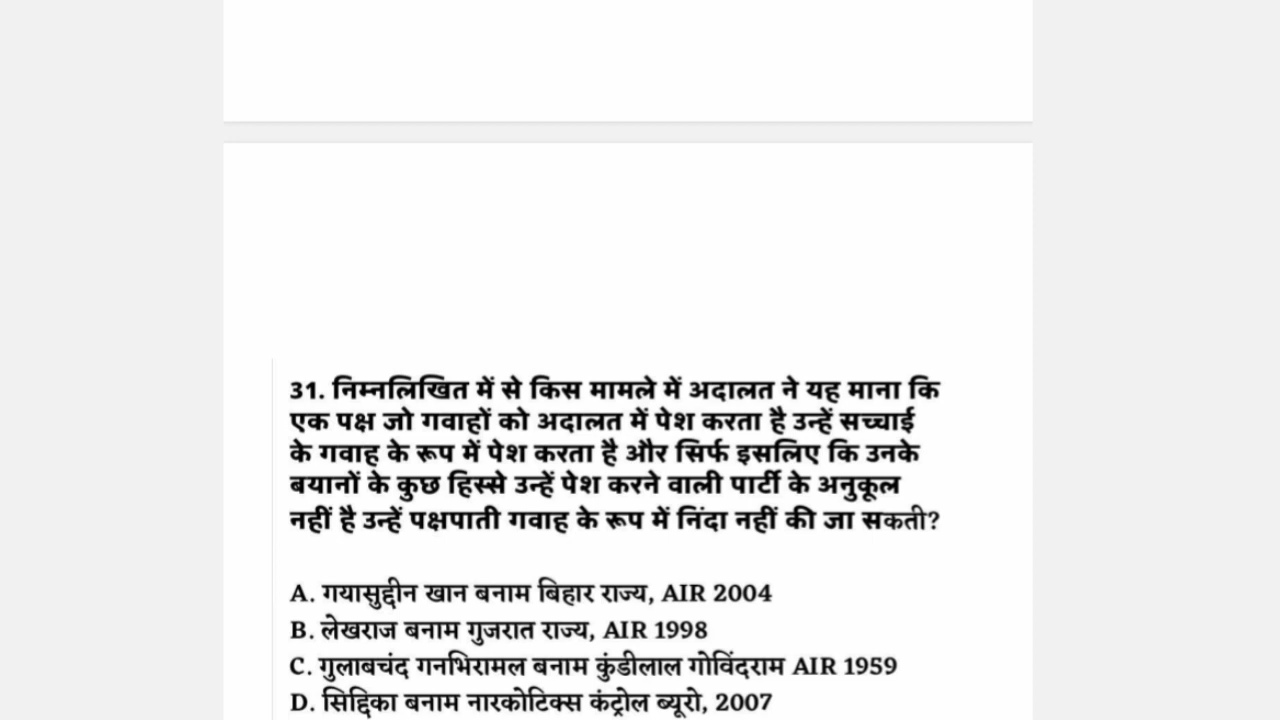 31. निम्नलिखित में से किस मामले में अदालत ने यह माना कि
एक पक्ष जो गवाहों को अदालत में पेश करता है उन्हें सच्चाई
के गवाह के रूप में पेश करता है और सिर्फ इसलिए कि उनके
बयानों के कुछ हिस्से उन्हें पेश करने वाली पार्टी के अनुकूल
नहीं है उन्हें पक्षपाती गवाह के रूप में निंदा नहीं की जा सकती?
A. गयासुद्दीन खान बनाम बिहार राज्य, AIR 2004
B. लेखराज बनाम गुजरात राज्य, AIR 1998
C. गुलाबचंद गनभिरामल बनाम कुंडीलाल गोविंदराम AIR 1959
D. सिद्दिका बनाम नारकोटिक्स कंट्रोल ब्यूरो, 2007